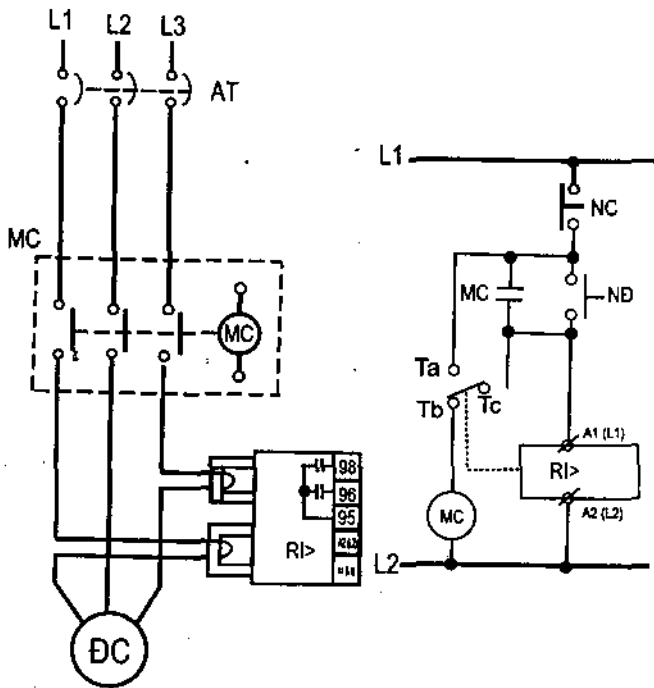 L1 L2 L3
AT
MC
MC
98
96
95
RI>
ĐC
L1
NC
MC
NĐ
Ta
Tb
Tc
A1 (L1)
RI>
A2 (L2)
MC
L2